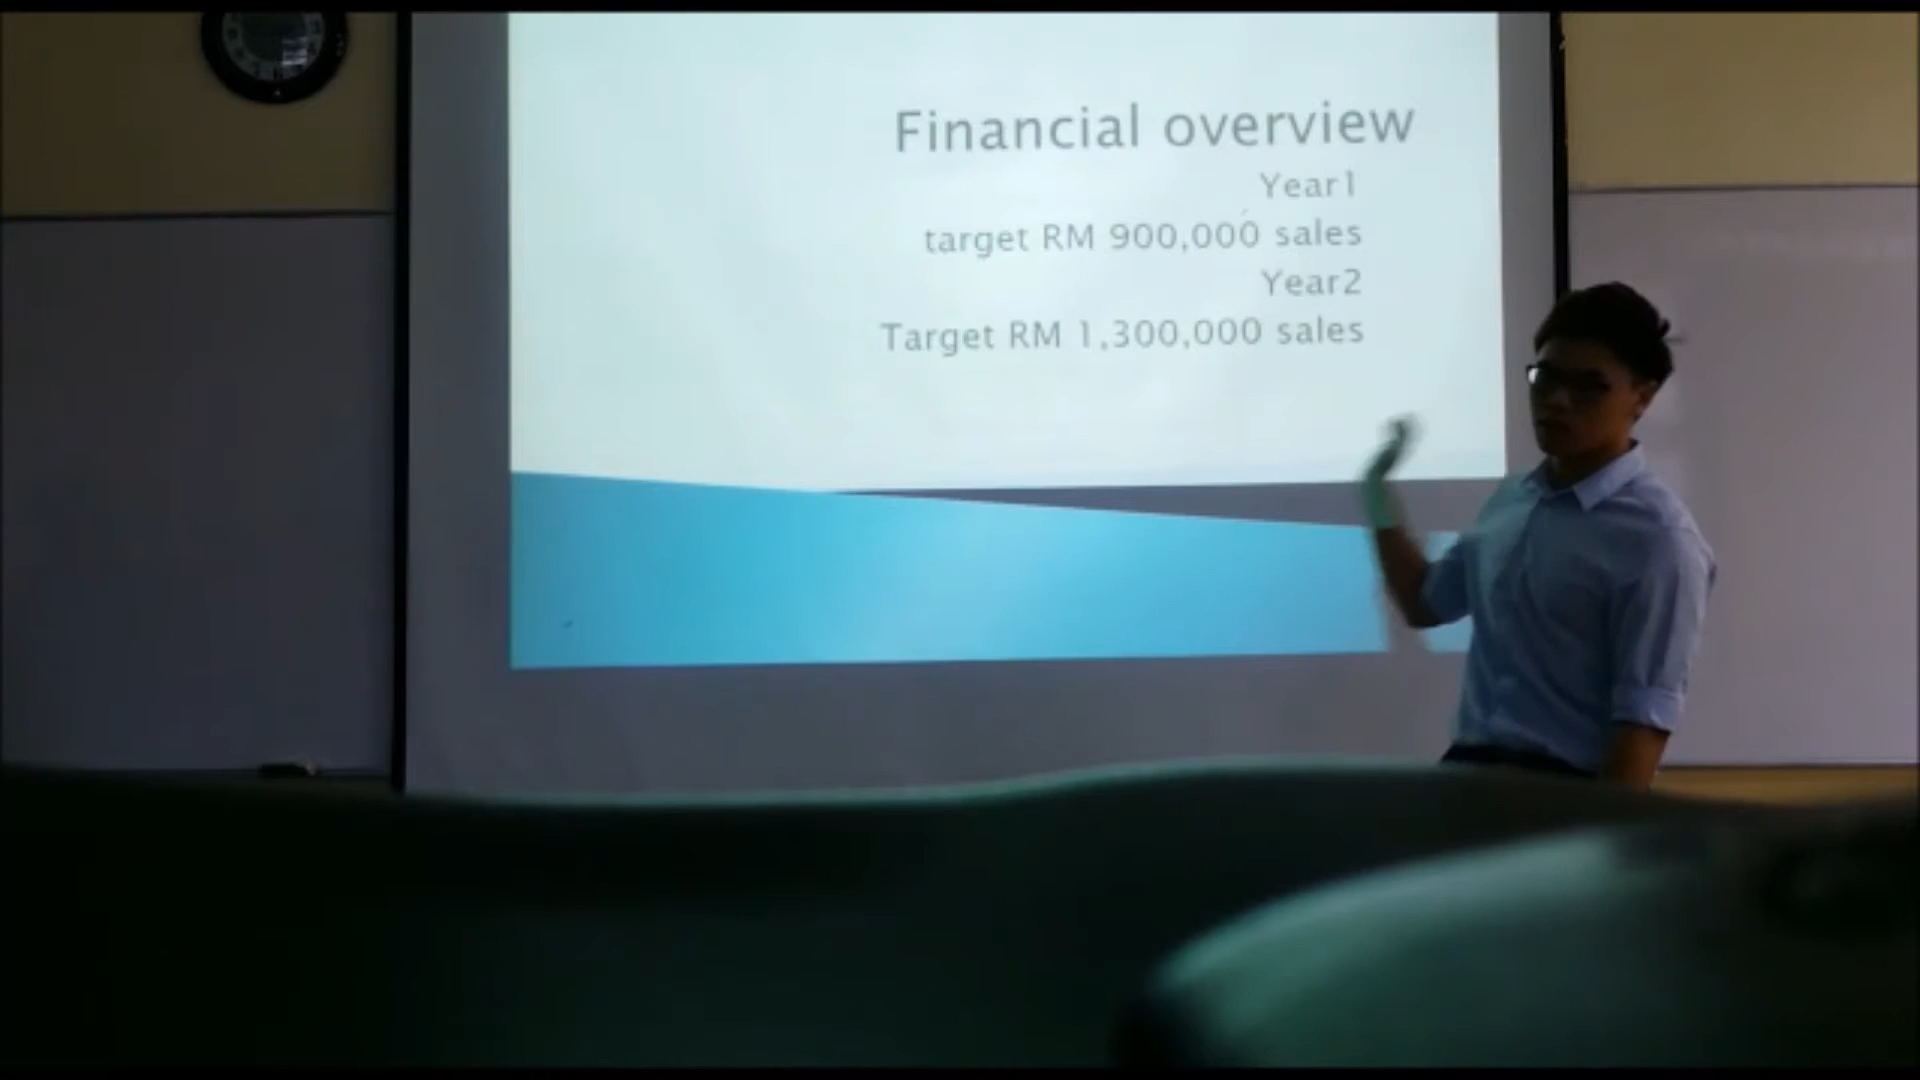 Financial overview
Year1
target RM 900,000 sales
Year2
Target RM 1,300,000 sales